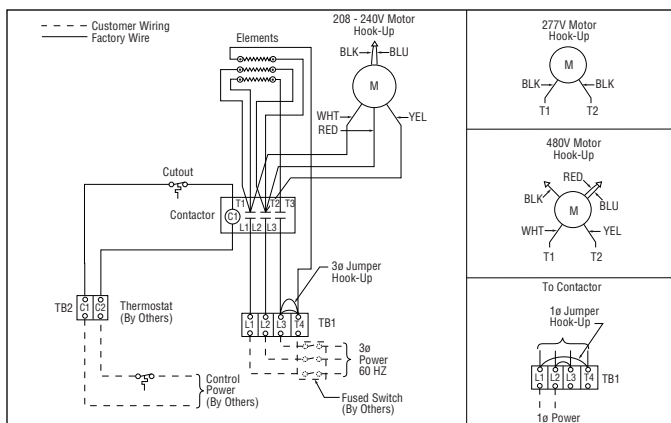 Customer Wiring
Factory Wire
Elements
208 - 240V Motor
Hook-Up
BLK
BLU
M
WHT
RED
YEL
Cutout
Contactor
C1
T1
T2
T3
L1
L2
L3
3ø Jumper
Hook-Up
TB2
C1
C2
Thermostat
(By Others)
L1
L2
L3
T4
TB1
3ø
Power
60 HZ
Control
Power
(By Others)
Fused Switch
(By Others)
277V Motor
Hook-Up
M
BLK
BLK
T1
T2
480V Motor
Hook-Up
RED
BLK
BLU
M
WHT
YEL
T1
T2
To Contactor
1ø Jumper
Hook-Up
L1
L2
L3
T4
TB1
1ø Power